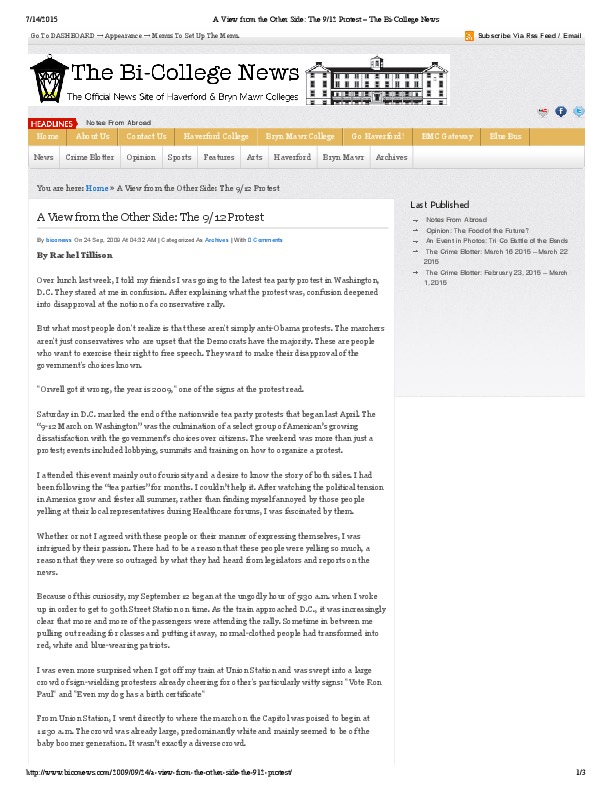 7/14/2015 A View from the Other Side: The 9/12 Protest – The Bi-College News
Go To DASHBOARD → Appearance → Menus To Set Up The Menu.
Subscribe Via Rss Feed / Email
The Bi-College News
The Official News Site of Haverford & Bryn Mawr Colleges
HEADLINES Notes From Abroad
Home About Us Contact Us Haverford College Bryn Mawr College Go Haverford! BMC Gateway Blue Bus
News Crime Blotter Opinion Sports Features Arts Haverford Bryn Mawr Archives
You are here: Home » A View from the Other Side: The 9/12 Protest
A View from the Other Side: The 9/12 Protest
By biconews On 24 Sep, 2009 At 04:32 AM | Categorized As Archives | With 0 Comments
By Rachel Tillison
Over lunch last week, I told my friends I was going to the latest tea party protest in Washington,
D.C. They stared at me in confusion. After explaining what the protest was, confusion deepened
into disapproval at the notion of a conservative rally.
But what most people don't realize is that these aren't simply anti-Obama protests. The marchers
aren't just conservatives who are upset that the Democrats have the majority. These are people
who want to exercise their right to free speech. They want to make their disapproval of the
government's choices known.
"Orwell got it wrong, the year is 2009," one of the signs at the protest read.
Saturday in D.C. marked the end of the nationwide tea party protests that began last April. The
"9-12 March on Washington" was the culmination of a select group of American's growing
dissatisfaction with the government's choices over citizens. The weekend was more than just a
protest; events included lobbying, summits and training on how to organize a protest.
I attended this event mainly out of curiosity and a desire to know the story of both sides. I had
been following the "tea parties" for months. I couldn't help it. After watching the political tension
in America grow and fester all summer, rather than finding myself annoyed by those people
yelling at their local representatives during Healthcare forums, I was fascinated by them.
Whether or not I agreed with these people or their manner of expressing themselves, I was
intrigued by their passion. There had to be a reason these people were yelling so much, a
reason that they were so outraged by what they had heard from legislators and reports on the
news.
Because of this curiosity, my September 12 began at the ungodly hour of 5:30 a.m. when I woke
up in order to get to 30th Street Station on time. As the train approached D.C., it was increasingly
clear that more and more of the passengers were attending the rally. Sometime in between me
pulling out reading for classes and putting it away, normal-clothed people had transformed into
red, white and blue-wearing patriots.
I was even more surprised when I got off my train at Union Station and was swept into a large
crowd of sign-wielding protesters already cheering for other's particularly witty signs: "Vote Ron
Paul" and "Even my dog has a birth certificate"
From Union Station, I went directly to where the march on the Capitol was poised to begin at
11:30 a.m. The crowd was always large, predominantly white and mainly seemed to be of the
baby boomer generation. It wasn't exactly a diverse crowd.
Last Published
→ Notes From Abroad
→ Opinion: The Food of the Future?
→ An Event in Photos: Tri Co Battle of the Bands
→ The Crime Blotter: March 16 2015 – March 22
2015
→ The Crime Blotter: February 23, 2015 – March
1, 2015
http://www.biconews.com/2009/09/24/a-view-from-the-other-side-the-912-protest/ 1/3